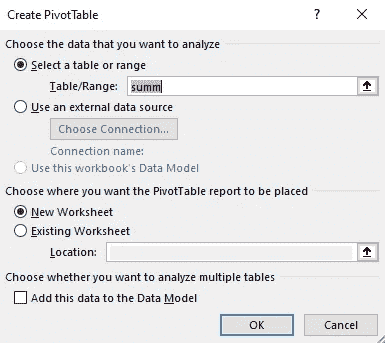 Create PivotTable ? ×
Choose the data that you want to analyze
Select a table or range
Table/Range: summ
Use an external data source
Choose Connection...
Connection name:
Use this workbook's Data Model
Choose where you want the PivotTable report to be placed
New Worksheet
Existing Worksheet
Location:
Choose whether you want to analyze multiple tables
Add this data to the Data Model
OK Cancel